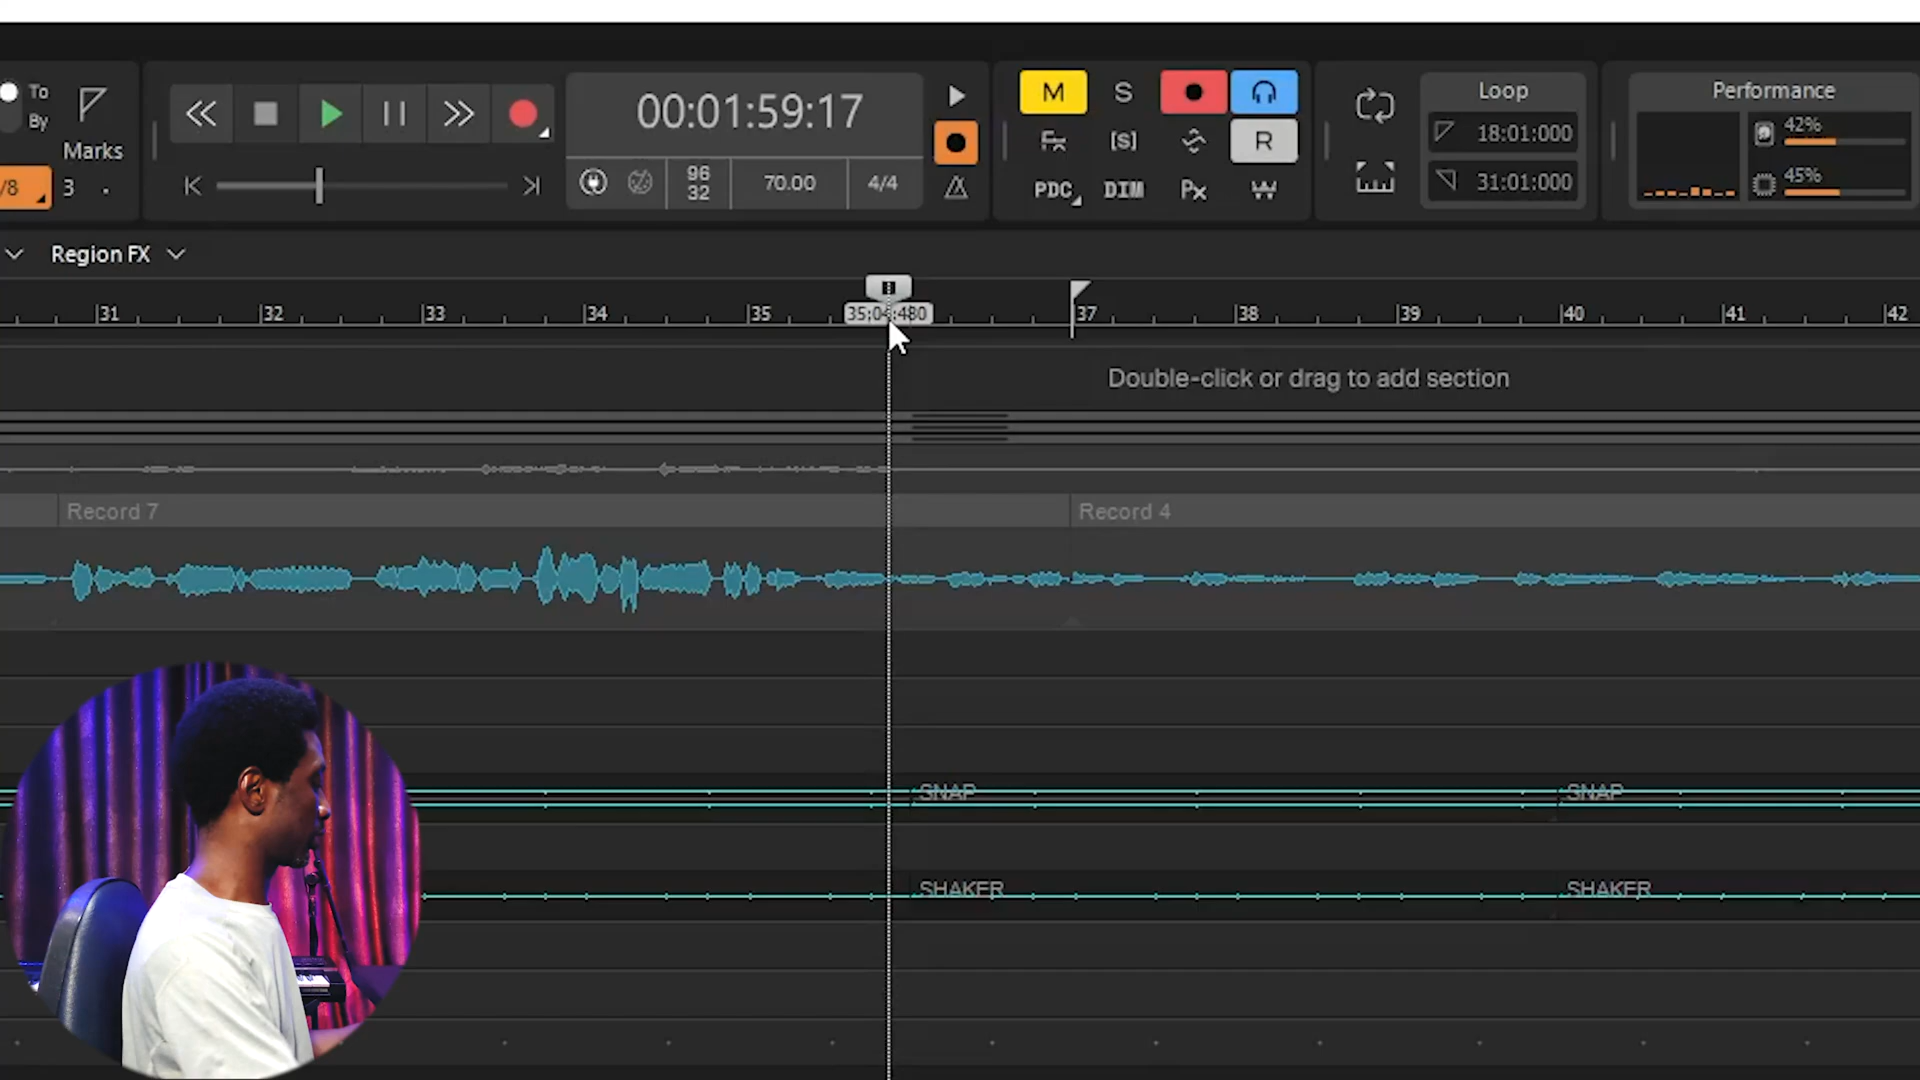 To
By
Marks
/8
3
00:01:59:17
96
32
70.00
4/4
M
S
Fx
[S]
R
PDC
DIM
Px
W
Loop
18:01:000
31:01:000
Performance
42%
45%
Region FX
31
32
33
34
35
35:04:480
37
38
39
40
41
42
Double-click or drag to add section
Record 7
Record 4
SNAP
SNAP
SHAKER
SHAKER